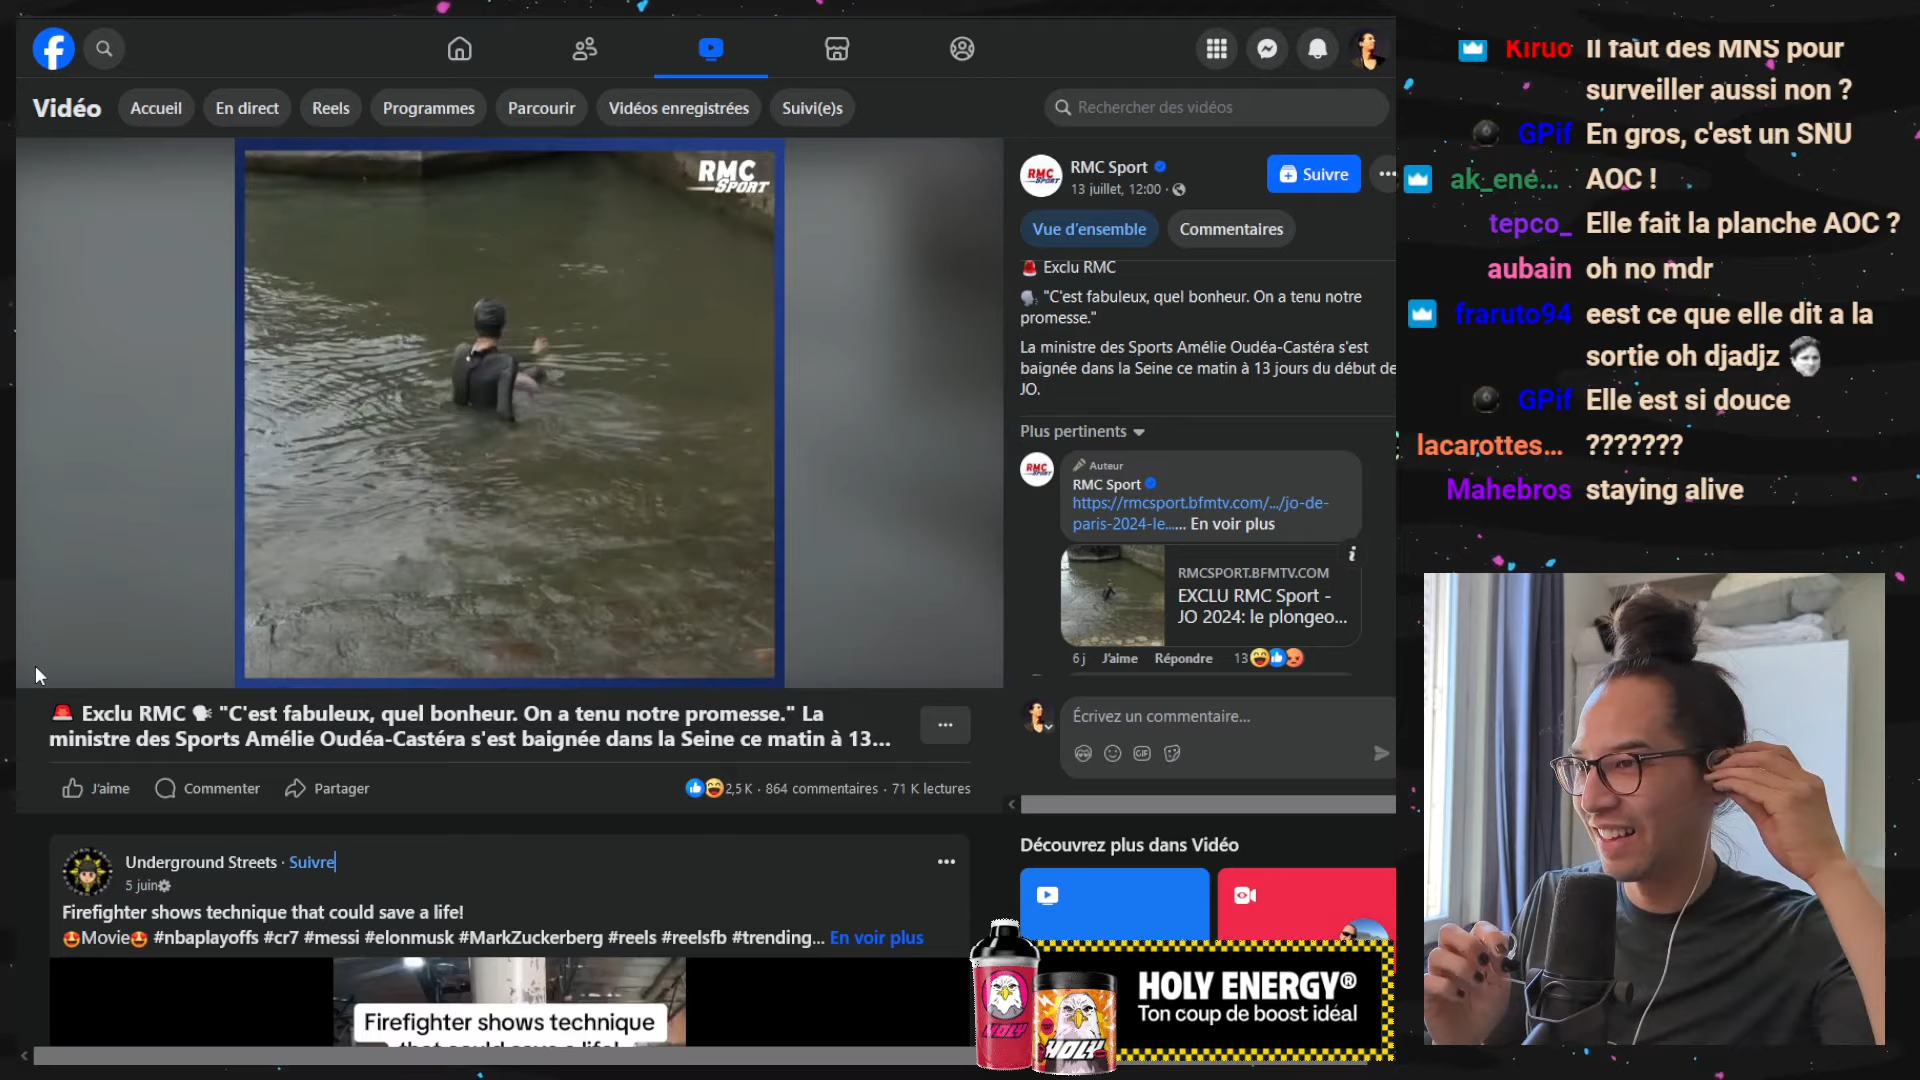 Vidéo
Accueil
En direct
Reels
Programmes
Parcourir
Vidéos enregistrées
Suivi(e)s
Rechercher des vidéos
RMC
SPORT
RMC Sport
13 juillet, 12:00 ·
Suivre
Vue d'ensemble
Commentaires
🚨 Exclu RMC
🗣️ "C'est fabuleux, quel bonheur. On a tenu notre
promesse."
La ministre des Sports Amélie Oudéa-Castéra s'est
baignée dans la Seine ce matin à 13 jours du début de
JO.
Plus pertinents
Auteur
RMC Sport
https://rmcsport.bfmtv.com/.../jo-de-
paris-2024-le...... En voir plus
RMCSPORT.BFMTV.COM
EXCLU RMC Sport -
JO 2024: le plongeo...
6 j J'aime Répondre 13
Écrivez un commentaire...
GIF
🚨 Exclu RMC 🗣 "C'est fabuleux, quel bonheur. On a tenu notre promesse." La
ministre des Sports Amélie Oudéa-Castéra s'est baignée dans la Seine ce matin à 13...
J'aime
Commenter
Partager
2,5 K · 864 commentaires · 71 K lectures
Underground Streets · Suivre
5 juin
Firefighter shows technique that could save a life!
🤩Movie🤩 #nbaplayoffs #cr7 #messi #elonmusk #MarkZuckerberg #reels #reelsfb #trending... En voir plus
Firefighter shows technique
that could save a life!
Découvrez plus dans Vidéo
HOLY ENERGY®
Ton coup de boost idéal
HOLY
HOLY
Kiruo Il faut des MNS pour
surveiller aussi non ?
GPif En gros, c'est un SNU
ak_ene... AOC !
tepco_ Elle fait la planche AOC ?
aubain oh no mdr
fraruto94 eest ce que elle dit a la
sortie oh djadjz
GPif Elle est si douce
lacarottes... ???????
Mahebros staying alive